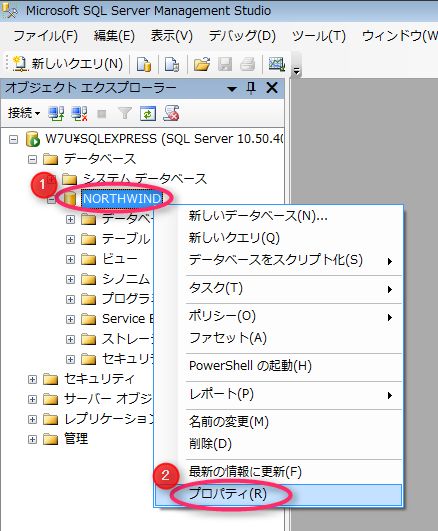 Microsoft SQL Server Management Studio
ファイル(F) 編集(E) 表示(V) デバッグ(D) ツール(T) ウィンドウ(W
新しいクエリ(N)
オブジェクト エクスプローラー
接続
W7U¥SQLEXPRESS (SQL Server 10.50.40
データベース
システム データベース
1
NORTHWIND
データベー
テーブル
ビュー
シノニム
プログラ
Service B
ストレー
セキュリ
セキュリティ
サーバー オブジ
レプリケーション
管理
新しいデータベース(N)...
新しいクエリ(Q)
データベースをスクリプト化(S)
タスク(T)
ポリシー(O)
ファセット(A)
PowerShell の起動(H)
レポート(P)
名前の変更(M)
削除(D)
最新の情報に更新(F)
2
プロパティ(R)